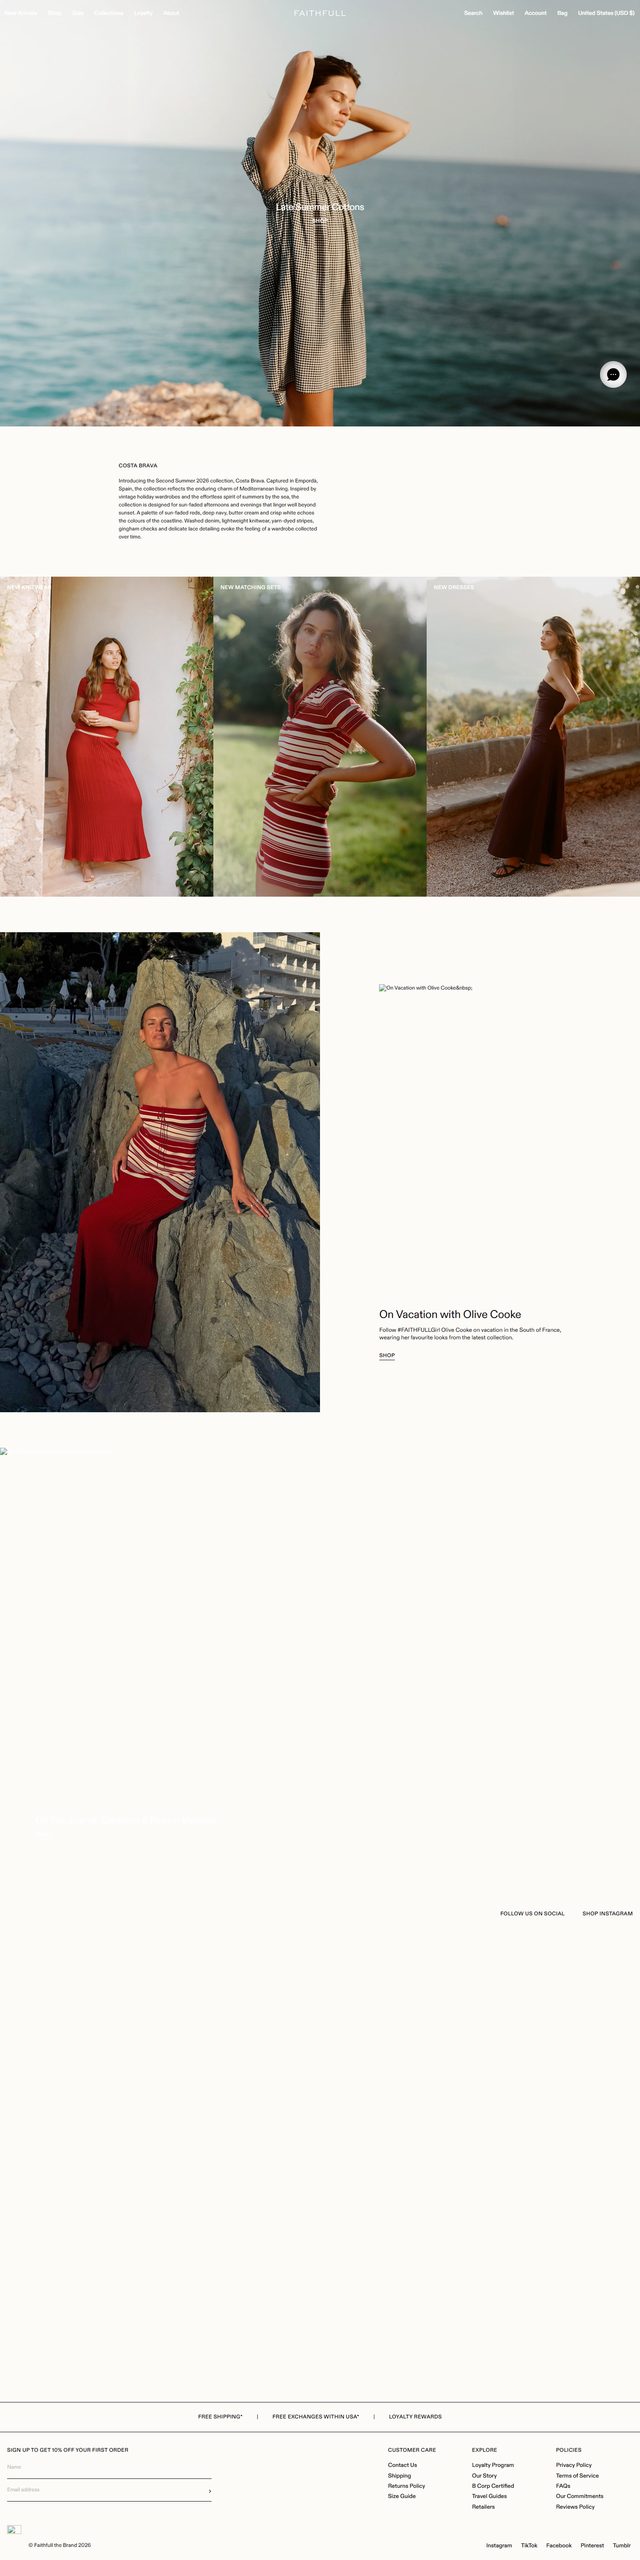 New Arrivals Shop Sale Collections Loyalty About
FAITHFULL
Search Wishlist Account Bag United States (USD $)
Late Summer Cottons
SHOP
COSTA BRAVA
Introducing the Second Summer 2026 collection, Costa Brava. Captured in Empordà,
Spain, the collection reflects the enduring charm of Mediterranean living. Inspired by
vintage holiday wardrobes and the effortless spirit of summers by the sea, the
collection is designed for sun-faded afternoons and evenings that linger well beyond
sunset. A palette of sun-faded reds, deep navy, butter cream and crisp white echoes
the colours of the coastline. Washed denim, lightweight knitwear, yarn-dyed stripes,
gingham checks and delicate lace detailing evoke the feeling of a wardrobe collected
over time.
NEW KNITWEAR
NEW MATCHING SETS
NEW DRESSES
On Vacation with Olive Cooke&nbsp;
On Vacation with Olive Cooke
Follow #FAITHFULLGirl Olive Cooke on vacation in the South of France,
wearing her favourite looks from the latest collection.
SHOP
FOLLOW US ON SOCIAL SHOP INSTAGRAM
FREE SHIPPING* | FREE EXCHANGES WITHIN USA* | LOYALTY REWARDS
SIGN UP TO GET 10% OFF YOUR FIRST ORDER
Name
Email address
CUSTOMER CARE
Contact Us
Shipping
Returns Policy
Size Guide
EXPLORE
Loyalty Program
Our Story
B Corp Certified
Travel Guides
Retailers
POLICIES
Privacy Policy
Terms of Service
FAQs
Our Commitments
Reviews Policy
© Faithfull the Brand 2026
Instagram TikTok Facebook Pinterest Tumblr